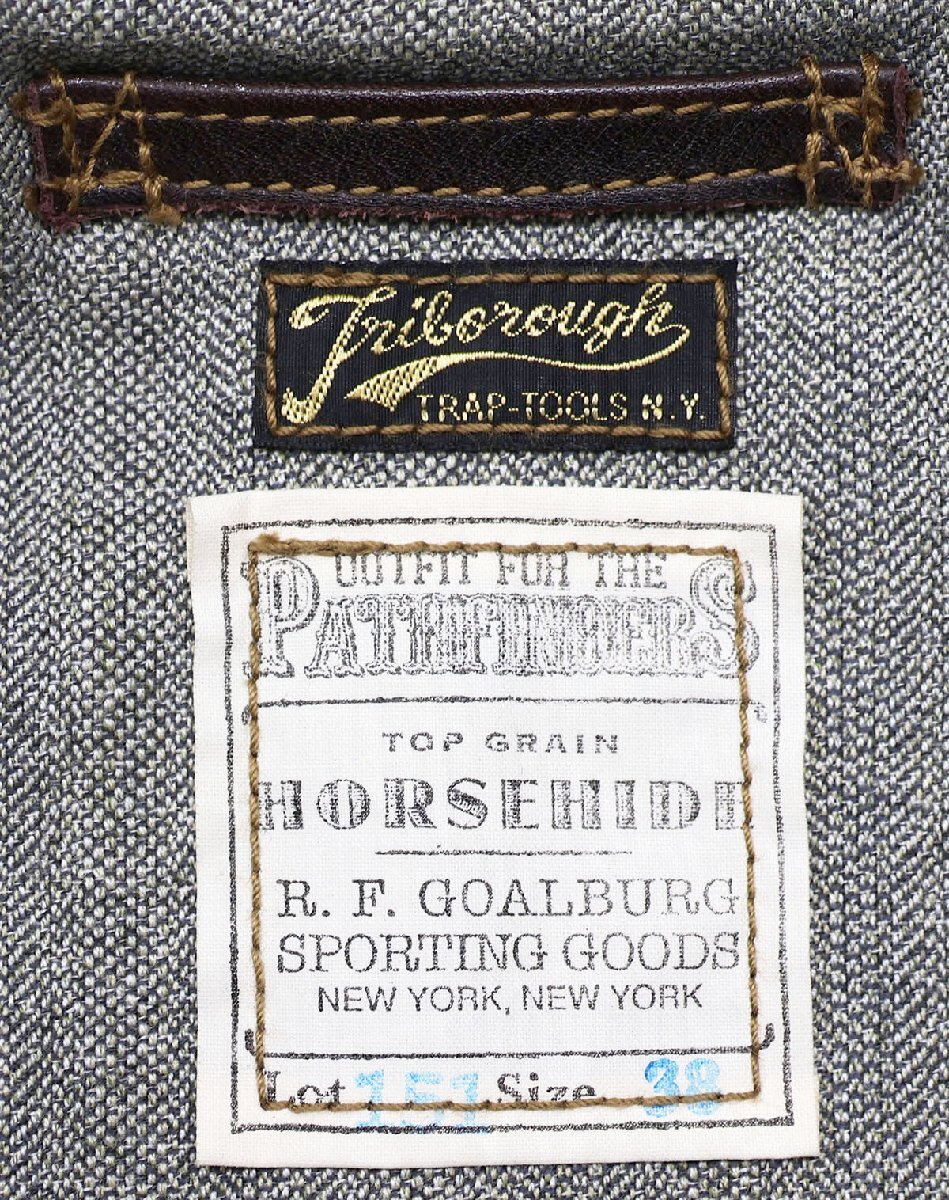 Triborough
TRAP-TOOLS N.Y.
OUTFIT FOR THE
PATHFINDERS
TOP GRAIN
HORSEHIDE
R. F. GOALBURG
SPORTING GOODS
NEW YORK, NEW YORK
Lot 151 Size 38